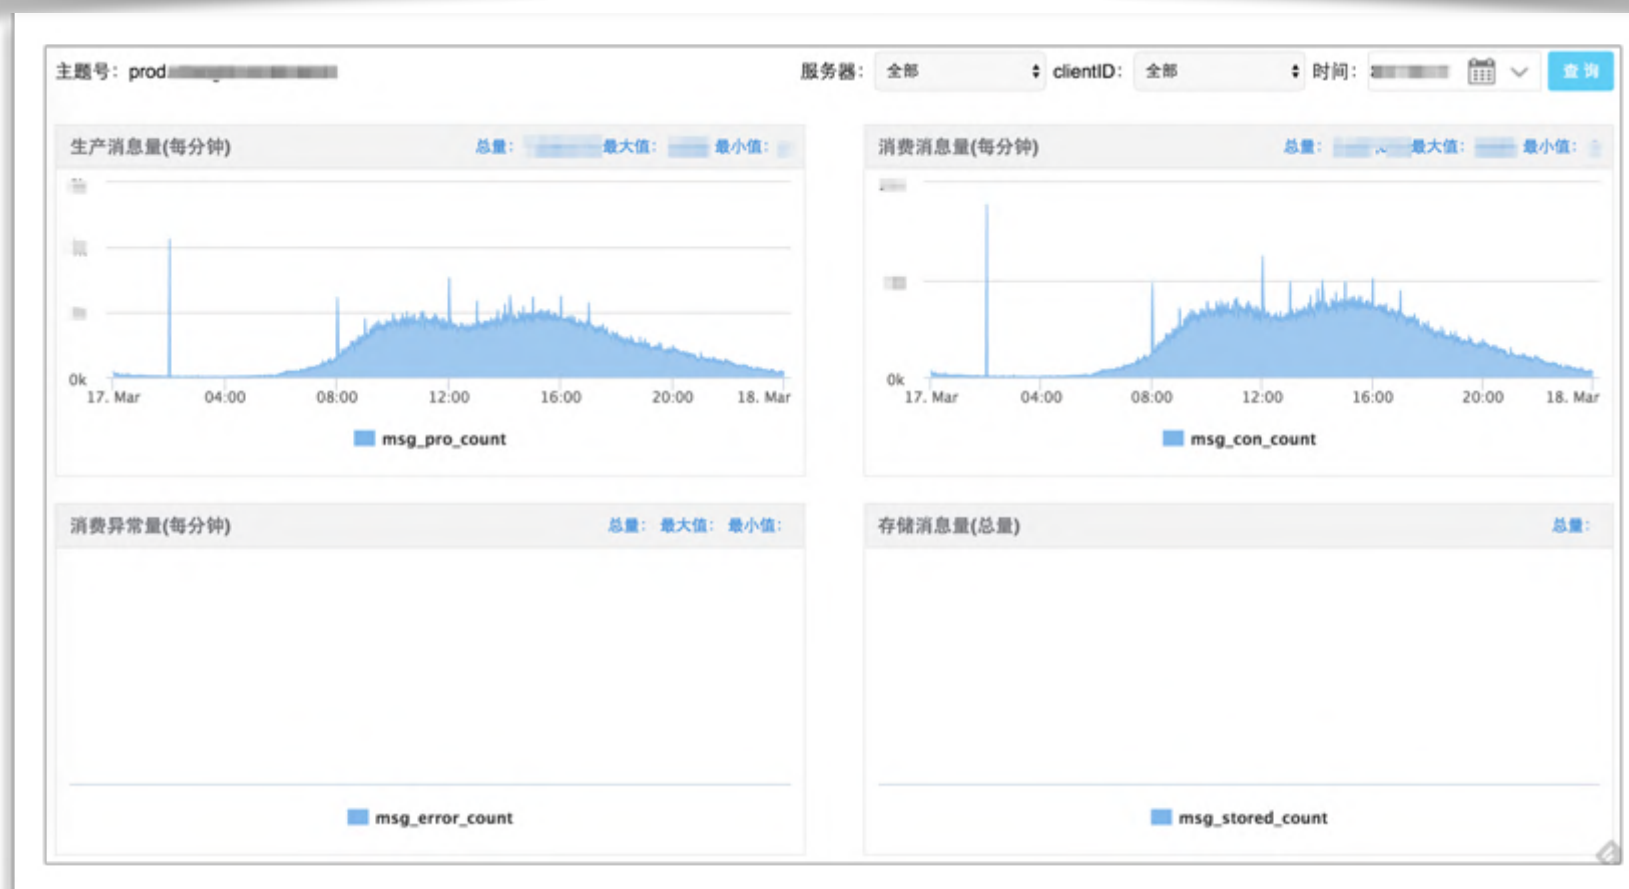 主题号: prod
服务器: 全部 clientID: 全部 时间: 查询
生产消息量(每分钟) 总量: 最大值: 最小值:
消费消息量(每分钟) 总量: 最大值: 最小值:
0k
17. Mar 04:00 08:00 12:00 16:00 20:00 18. Mar
msg_pro_count
0k
17. Mar 04:00 08:00 12:00 16:00 20:00 18. Mar
msg_con_count
消费异常量(每分钟) 总量: 最大值: 最小值:
存储消息量(总量) 总量:
msg_error_count
msg_stored_count